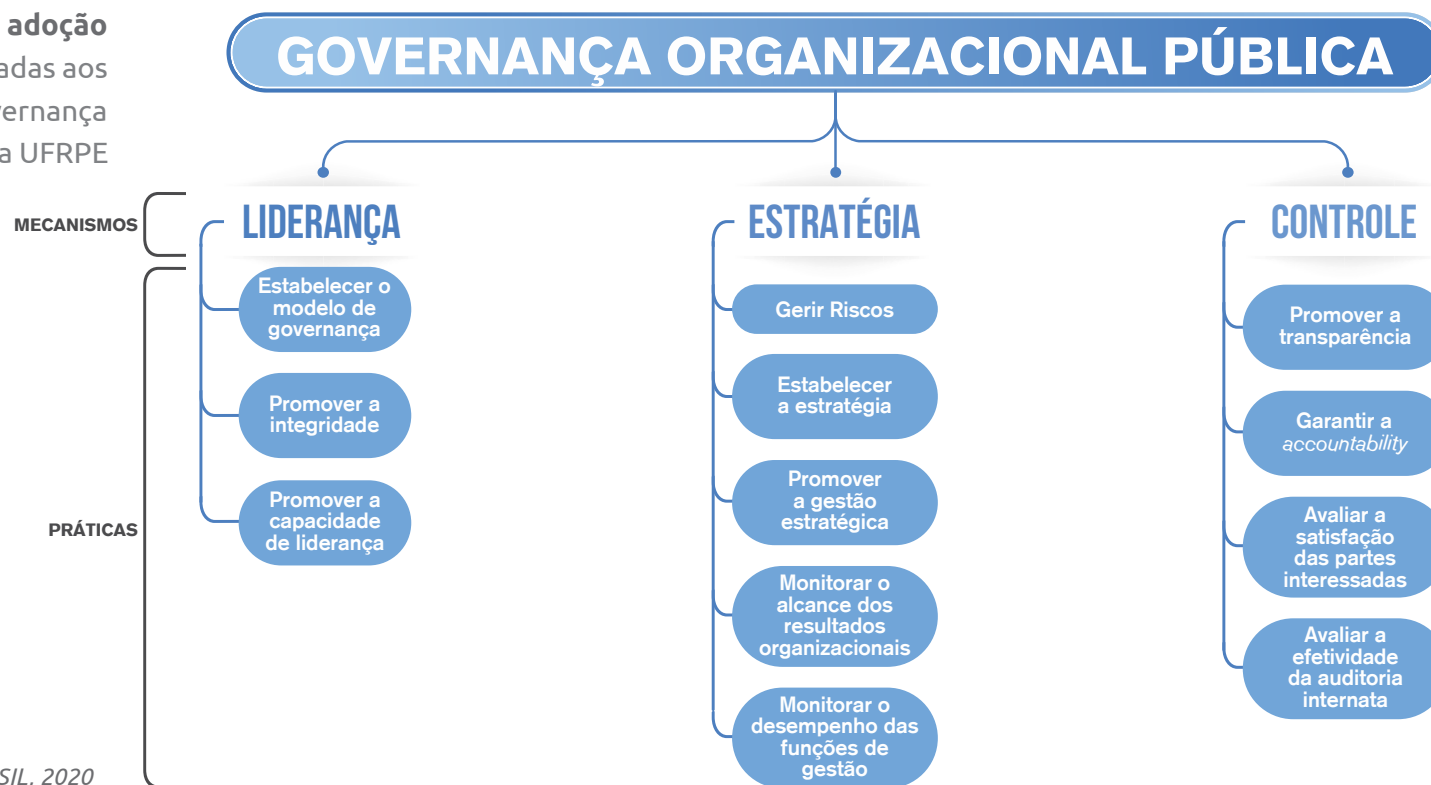 adoção
adas aos
vernança
a UFRPE
GOVERNANÇA ORGANIZACIONAL PÚBLICA
MECANISMOS
LIDERANÇA
ESTRATÉGIA
CONTROLE
PRÁTICAS
Estabelecer o
modelo de
governança
Promover a
integridade
Promover a
capacidade
de liderança
Gerir Riscos
Estabelecer
a estratégia
Promover
a gestão
estratégica
Monitorar o
alcance dos
resultados
organizacionais
Monitorar o
desempenho das
funções de
gestão
Promover a
transparência
Garantir a
accountability
Avaliar a
satisfação
das partes
interessadas
Avaliar a
efetividade
da auditoria
internata
SIL. 2020